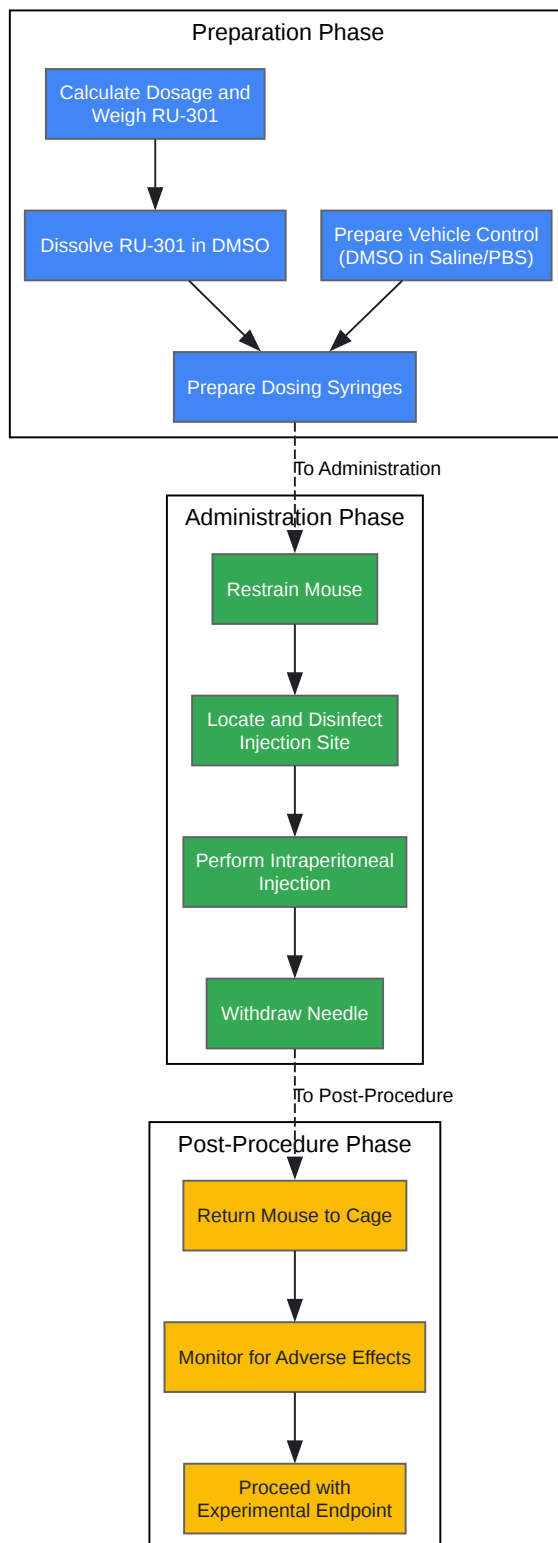 Preparation Phase
Calculate Dosage and
Weigh RU-301
Dissolve RU-301 in DMSO
Prepare Vehicle Control
(DMSO in Saline/PBS)
Prepare Dosing Syringes
To Administration
Administration Phase
Restrain Mouse
Locate and Disinfect
Injection Site
Perform Intraperitoneal
Injection
Withdraw Needle
To Post-Procedure
Post-Procedure Phase
Return Mouse to Cage
Monitor for Adverse Effects
Proceed with
Experimental Endpoint